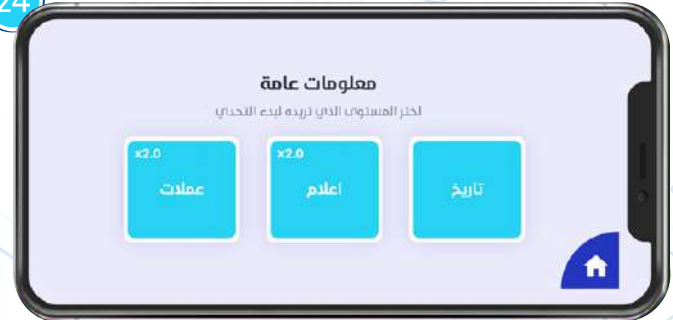 24
معلومات عامة
اختر المستوى الذي تريده لبدء التحدي
x2.0
x2.0
تاريخ
اعلام
عملات